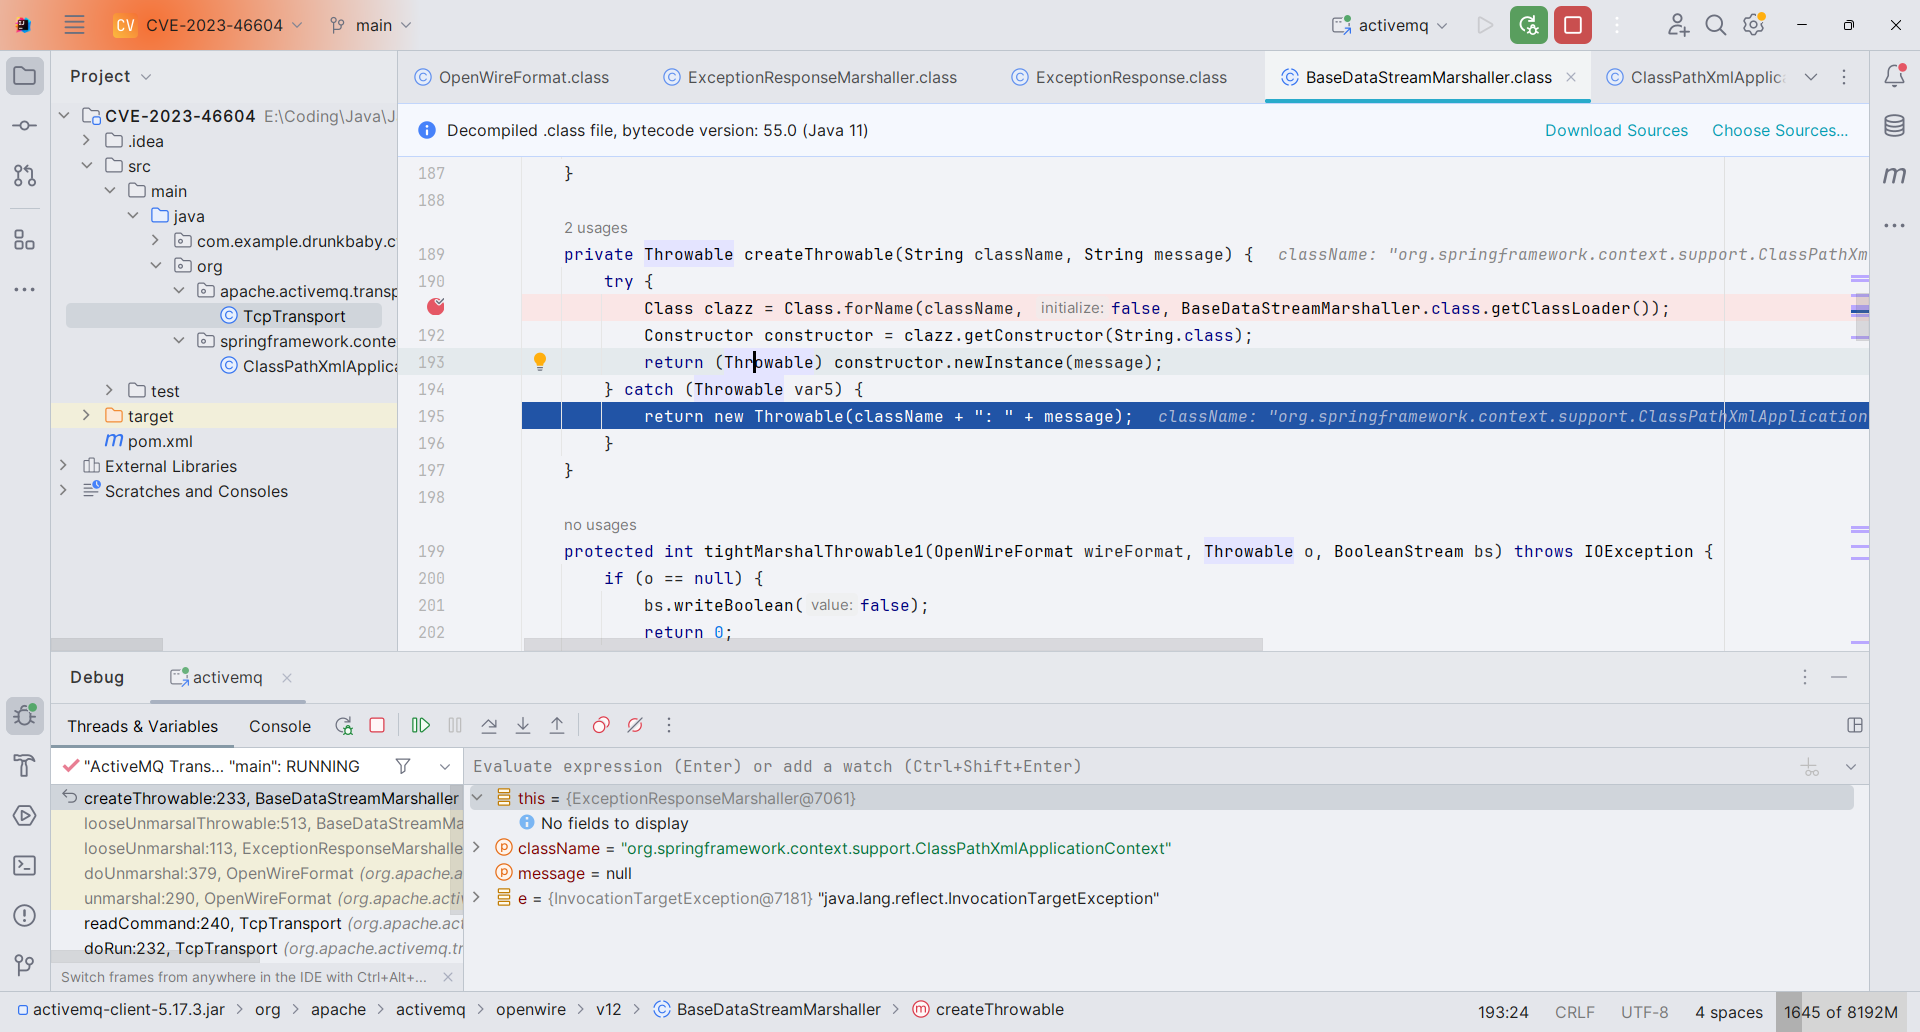 CV CVE-2023-46604 main activemq
Project
OpenWireFormat.class ExceptionResponseMarshaller.class ExceptionResponse.class BaseDataStreamMarshaller.class ClassPathXmlApplic
CVE-2023-46604 E:\Coding\Java\J
.idea
src
main
java
com.example.drunkbaby.c
org
apache.activemq.transp
TcpTransport
springframework.conte
ClassPathXmlApplica
test
target
m pom.xml
External Libraries
Scratches and Consoles
Decompiled .class file, bytecode version: 55.0 (Java 11) Download Sources Choose Sources...
187 }
188
2 usages
189 private Throwable createThrowable(String className, String message) { className: "org.springframework.context.support.ClassPathXm
190 try {
Class clazz = Class.forName(className, initialize: false, BaseDataStreamMarshaller.class.getClassLoader());
192 Constructor constructor = clazz.getConstructor(String.class);
193 return (Throwable) constructor.newInstance(message);
194 } catch (Throwable var5) {
195 return new Throwable(className + ": " + message); className: "org.springframework.context.support.ClassPathXmlApplication
196 }
197 }
198
no usages
199 protected int tightMarshalThrowable1(OpenWireFormat wireFormat, Throwable o, BooleanStream bs) throws IOException {
200 if (o == null) {
201 bs.writeBoolean( value: false);
202 return 0;
m
Debug activemq
Threads & Variables Console
"ActiveMQ Trans... "main": RUNNING
createThrowable:233, BaseDataStreamMarshaller
looseUnmarsalThrowable:513, BaseDataStreamMa
looseUnmarshal:113, ExceptionResponseMarshalle
doUnmarshal:379, OpenWireFormat (org.apache.a
unmarshal:290, OpenWireFormat (org.apache.activ
readCommand:240, TcpTransport (org.apache.act
doRun:232, TcpTransport (org.apache.activemq.tr
Switch frames from anywhere in the IDE with Ctrl+Alt+...
Evaluate expression (Enter) or add a watch (Ctrl+Shift+Enter)
this = {ExceptionResponseMarshaller@7061}
No fields to display
className = "org.springframework.context.support.ClassPathXmlApplicationContext"
message = null
e = {InvocationTargetException@7181} "java.lang.reflect.InvocationTargetException"
activemq-client-5.17.3.jar > org > apache > activemq > openwire > v12 > BaseDataStreamMarshaller > m createThrowable
193:24 CRLF UTF-8 4 spaces 1645 of 8192M